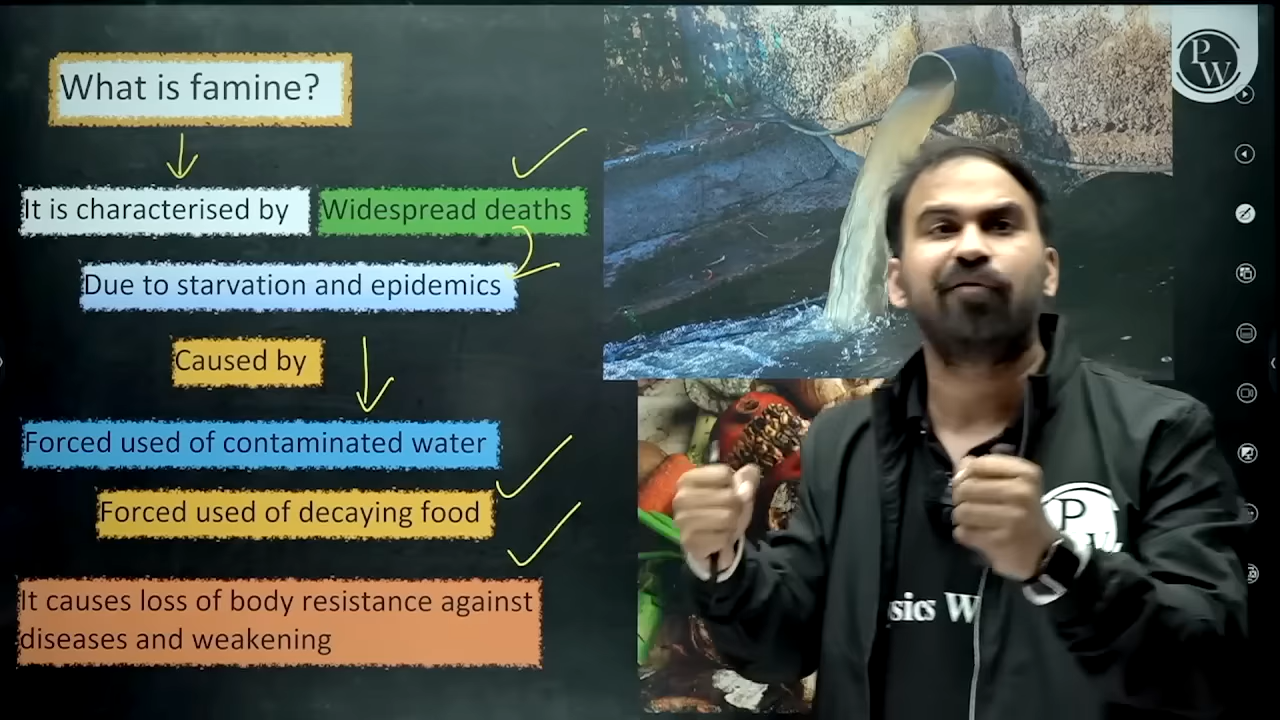 What is famine?
It is characterised by
Widespread deaths
Due to starvation and epidemics
Caused by
Forced used of contaminated water
Forced used of decaying food
It causes loss of body resistance against
diseases and weakening
PW
PW
sics W